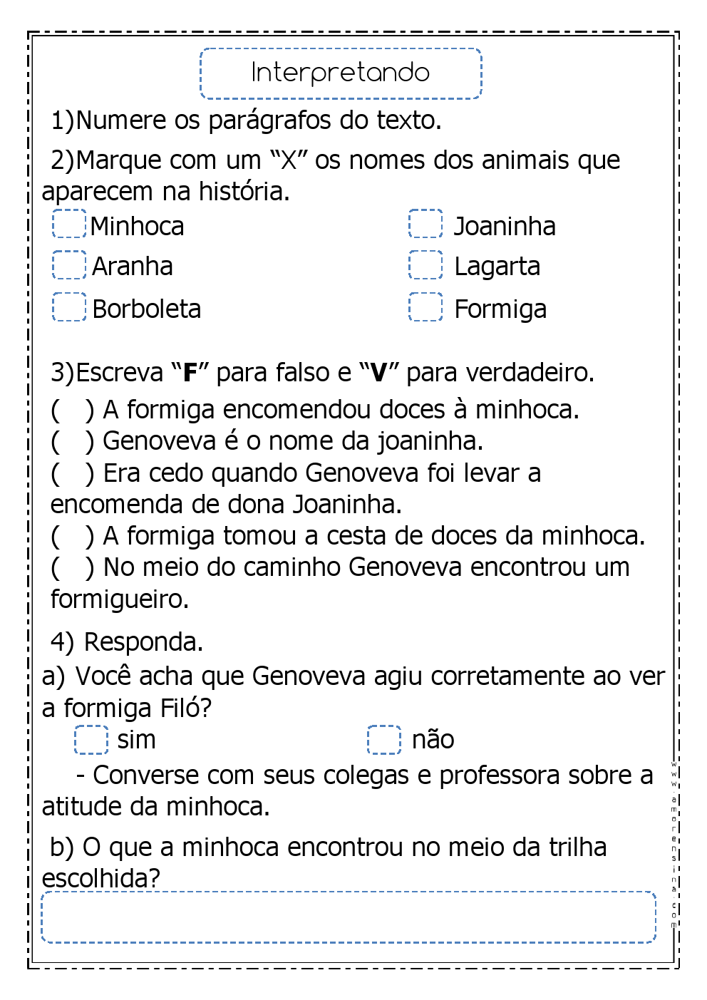 Interpretando
1)Numere os parágrafos do texto.
2)Marque com um “X” os nomes dos animais que
aparecem na história.
Minhoca
Joaninha
Aranha
Lagarta
Borboleta
Formiga
3)Escreva “F” para falso e “V” para verdadeiro.
(   ) A formiga encomendou doces à minhoca.
(   ) Genoveva é o nome da joaninha.
(   ) Era cedo quando Genoveva foi levar a
encomenda de dona Joaninha.
(   ) A formiga tomou a cesta de doces da minhoca.
(   ) No meio do caminho Genoveva encontrou um
formigueiro.
4) Responda.
a) Você acha que Genoveva agiu corretamente ao ver
a formiga Filó?
sim
não
- Converse com seus colegas e professora sobre a
atitude da minhoca.
b) O que a minhoca encontrou no meio da trilha
escolhida?
www.amorensina.com